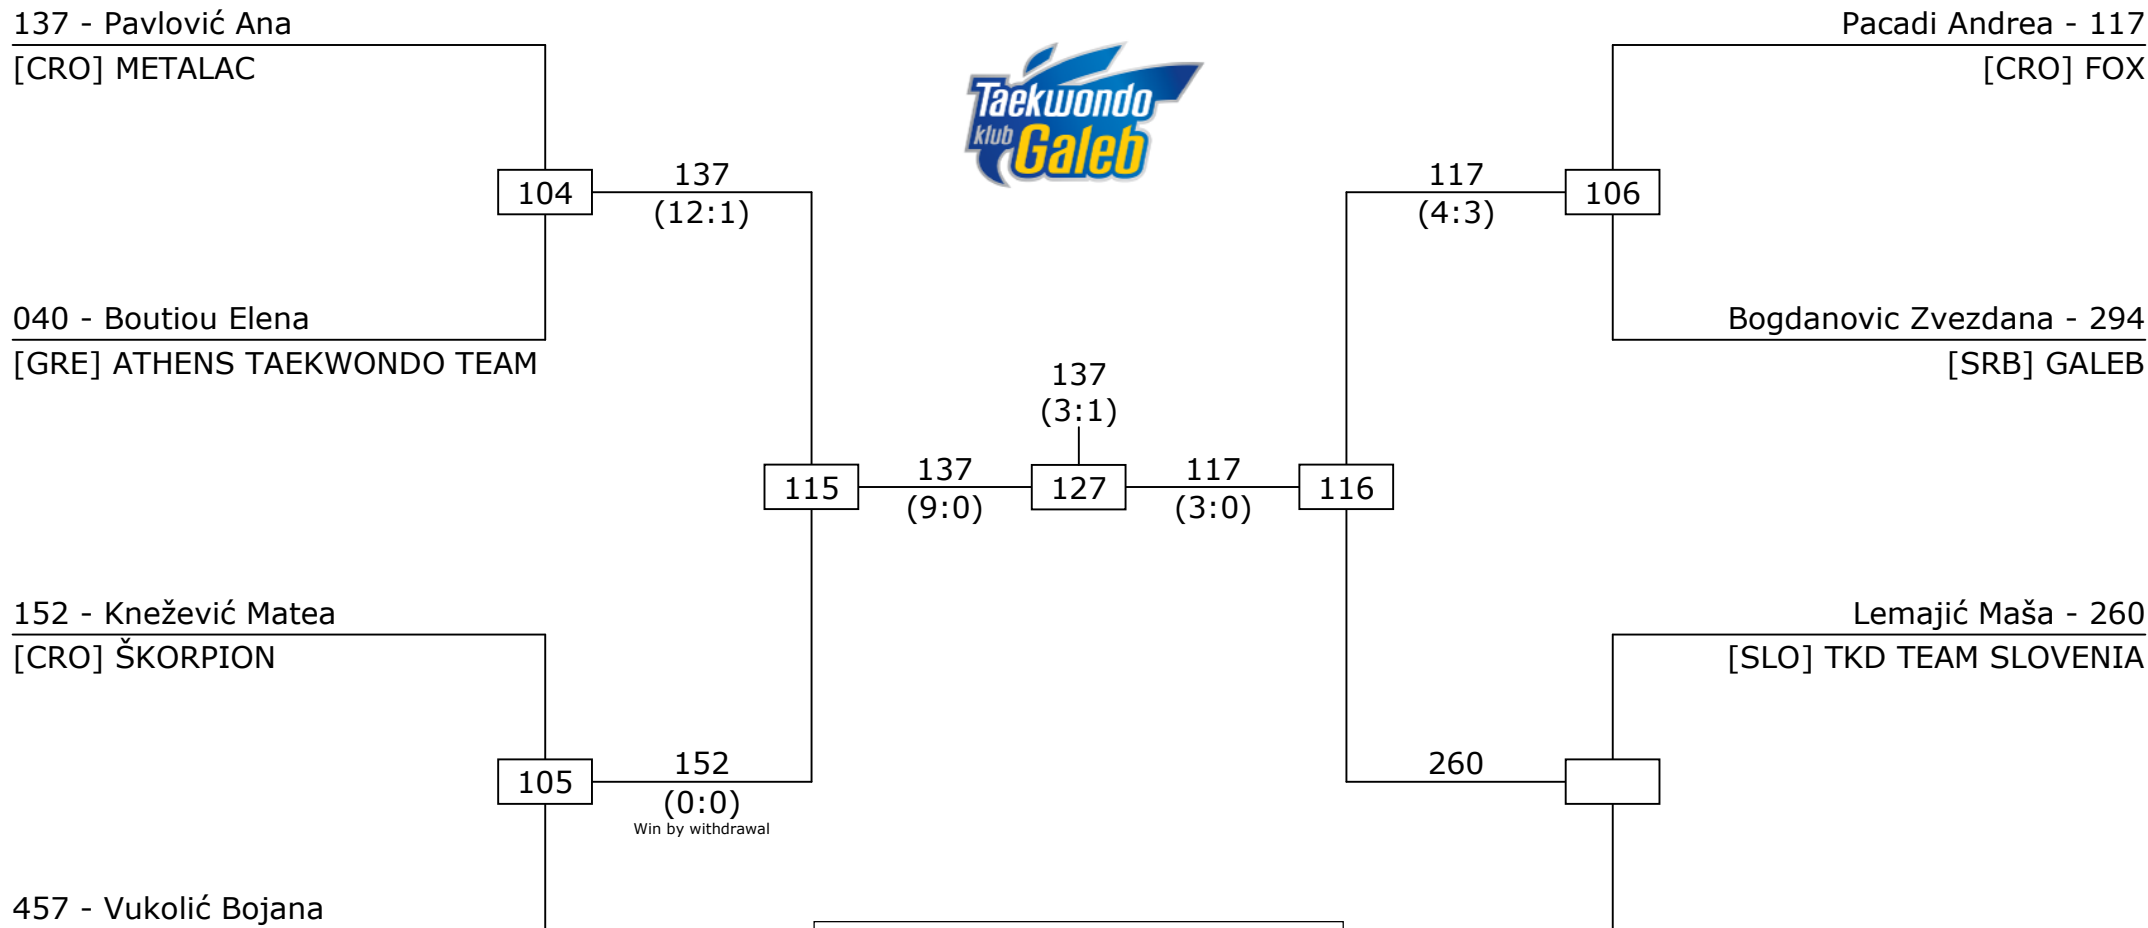 137 - Pavlović Ana
[CRO] METALAC
Pacadi Andrea - 117
[CRO] FOX
Taekwondo
klub Galeb
104
137
(12:1)
117
(4:3)
106
040 - Boutiou Elena
[GRE] ATHENS TAEKWONDO TEAM
Bogdanovic Zvezdana - 294
[SRB] GALEB
137
(3:1)
115
137
(9:0)
127
117
(3:0)
116
152 - Knežević Matea
[CRO] ŠKORPION
Lemajić Maša - 260
[SLO] TKD TEAM SLOVENIA
105
152
(0:0)
Win by withdrawal
260
457 - Vukolić Bojana